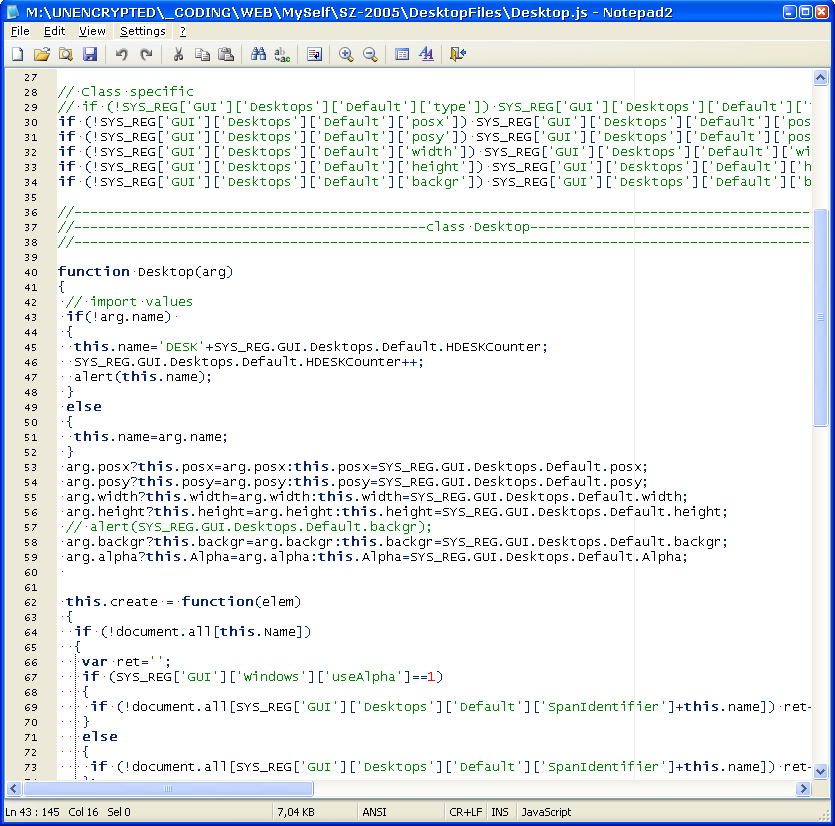 M:\UNENCRYPTED\_CODING\WEB\MySelf\SZ-2005\DesktopFiles\Desktop.js - Notepad2
File Edit View Settings ?
27
28 // Class specific
29 // if (!SYS_REG['GUI']['Desktops']['Default']['type']) SYS_REG['GUI']['Desktops']['Default']['
30 if (!SYS_REG['GUI']['Desktops']['Default']['posx']) SYS_REG['GUI']['Desktops']['Default']['pos
31 if (!SYS_REG['GUI']['Desktops']['Default']['posy']) SYS_REG['GUI']['Desktops']['Default']['pos
32 if (!SYS_REG['GUI']['Desktops']['Default']['width']) SYS_REG['GUI']['Desktops']['Default']['wi
33 if (!SYS_REG['GUI']['Desktops']['Default']['height']) SYS_REG['GUI']['Desktops']['Default']['h
34 if (!SYS_REG['GUI']['Desktops']['Default']['backgr']) SYS_REG['GUI']['Desktops']['Default']['b
35
36 //--------------------------------------------------------------------------------------------
37 //--------------------------------------------class Desktop-----------------------------------
38 //--------------------------------------------------------------------------------------------
39
40 function Desktop(arg)
41 {
42 // import values
43 if(!arg.name)
44 {
45 this.name='DESK'+SYS_REG.GUI.Desktops.Default.HDESKCounter;
46 SYS_REG.GUI.Desktops.Default.HDESKCounter++;
47 alert(this.name);
48 }
49 else
50 {
51 this.name=arg.name;
52 }
53 arg.posx?this.posx=arg.posx:this.posx=SYS_REG.GUI.Desktops.Default.posx;
54 arg.posy?this.posy=arg.posy:this.posy=SYS_REG.GUI.Desktops.Default.posy;
55 arg.width?this.width=arg.width:this.width=SYS_REG.GUI.Desktops.Default.width;
56 arg.height?this.height=arg.height:this.height=SYS_REG.GUI.Desktops.Default.height;
57 // alert(SYS_REG.GUI.Desktops.Default.backgr);
58 arg.backgr?this.backgr=arg.backgr:this.backgr=SYS_REG.GUI.Desktops.Default.backgr;
59 arg.alpha?this.Alpha=arg.alpha:this.Alpha=SYS_REG.GUI.Desktops.Default.Alpha;
60
61
62 this.create = function(elem)
63 {
64 if (!document.all[this.Name])
65 {
66 var ret='';
67 if (SYS_REG['GUI']['Windows']['useAlpha']==1)
68 {
69 if (!document.all[SYS_REG['GUI']['Desktops']['Default']['SpanIdentifier']+this.name]) ret
70 }
71 else
72 {
73 if (!document.all[SYS_REG['GUI']['Desktops']['Default']['SpanIdentifier']+this.name]) ret
Ln 43 : 145 Col 16 Sel 0 7,04 KB ANSI CR+LF INS JavaScript